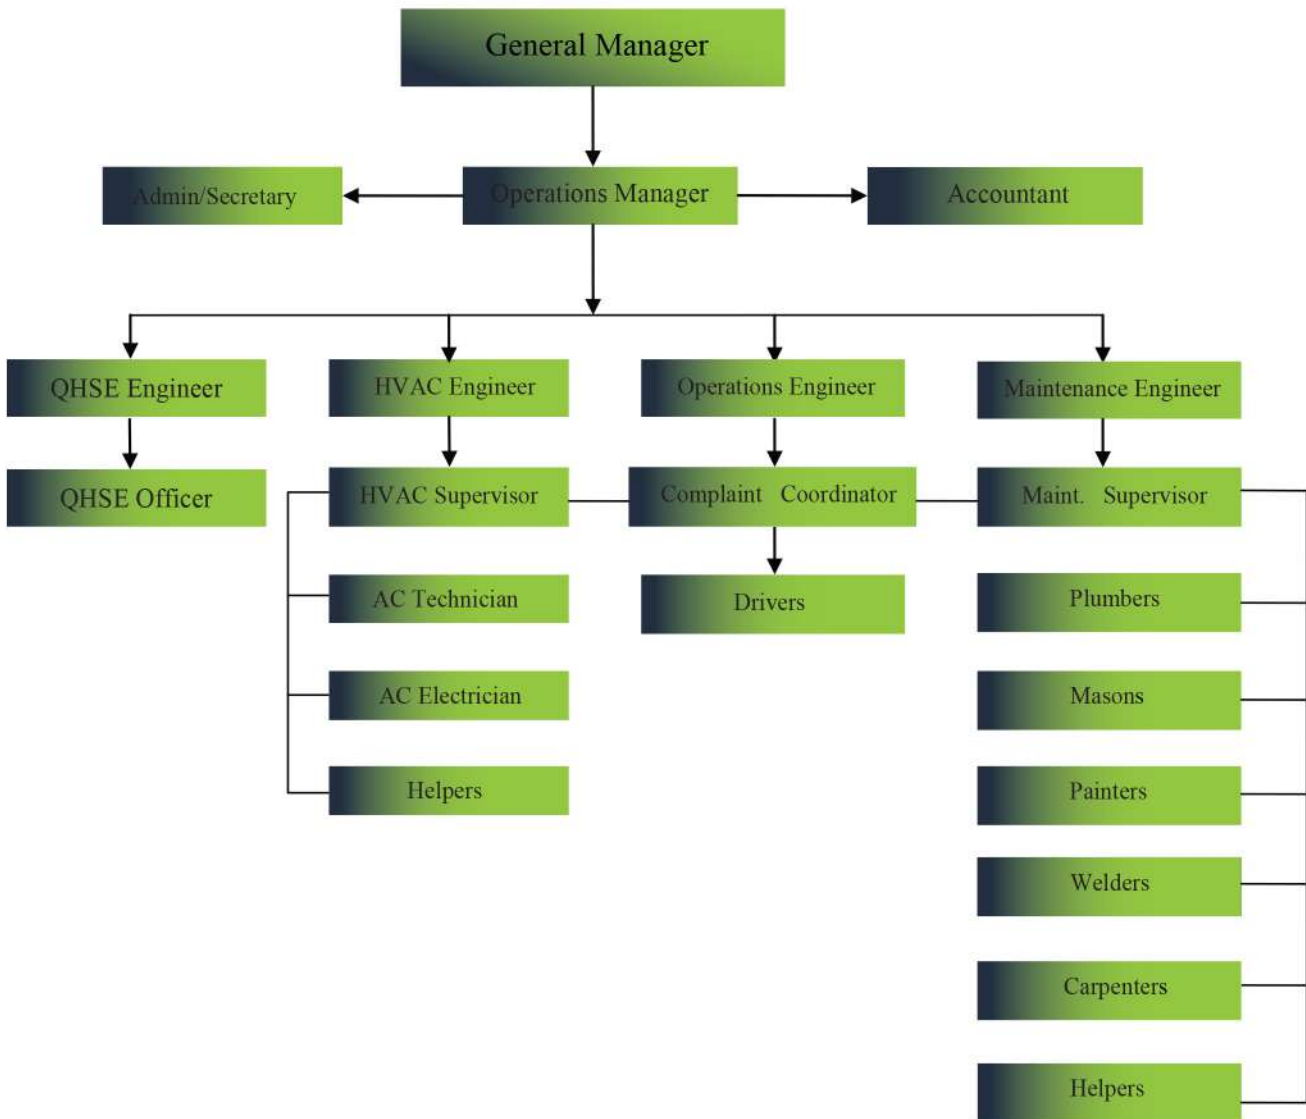 General Manager
Admin/Secretary
Operations Manager
Accountant
QHSE Engineer
HVAC Engineer
Operations Engineer
Maintenance Engineer
QHSE Officer
HVAC Supervisor
Complaint Coordinator
Maint. Supervisor
AC Technician
Drivers
Plumbers
AC Electrician
Masons
Helpers
Painters
Welders
Carpenters
Helpers